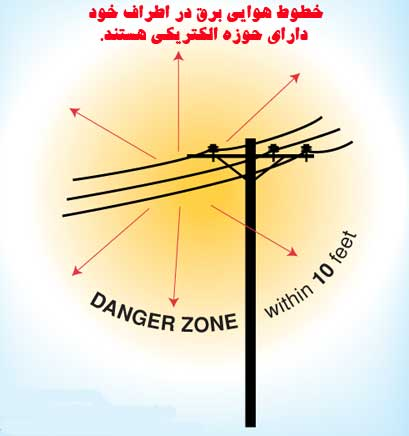 خطوط هوایی برق در اطراف خود
دارای حوزه الکتریکی هستند.
DANGER ZONE
within 10 feet